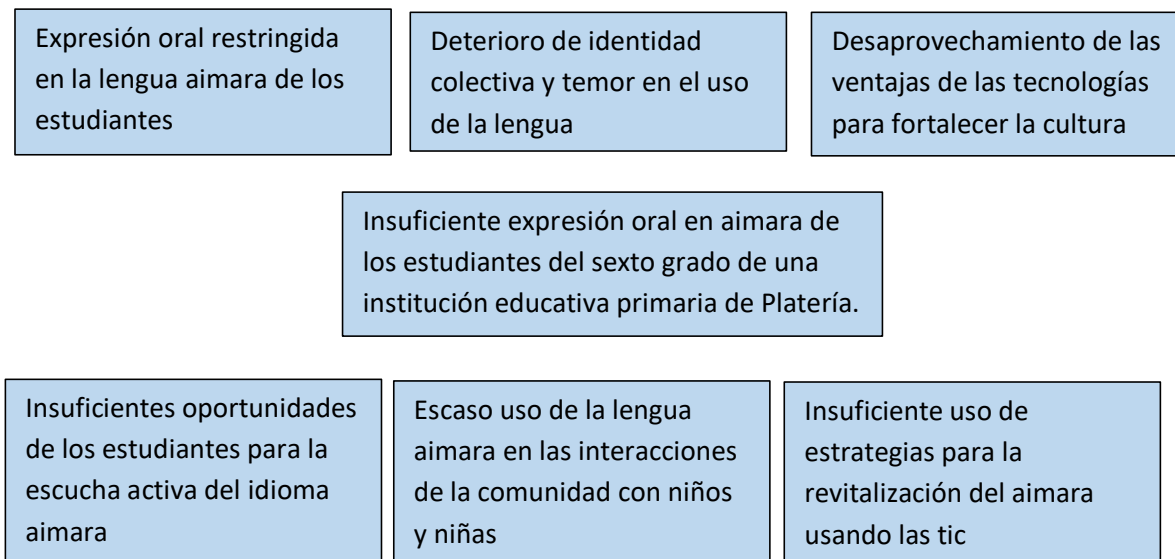 Expresión oral restringida
en la lengua aimara de los
estudiantes
Deterioro de identidad
colectiva y temor en el uso
de la lengua
Desaprovechamiento de las
ventajas de las tecnologías
para fortalecer la cultura
Insuficiente expresión oral en aimara de
los estudiantes del sexto grado de una
institución educativa primaria de Platería.
Insuficientes oportunidades
de los estudiantes para la
escucha activa del idioma
aimara
Escaso uso de la lengua
aimara en las interacciones
de la comunidad con niños
y niñas
Insuficiente uso de
estrategias para la
revitalización del aimara
usando las tic